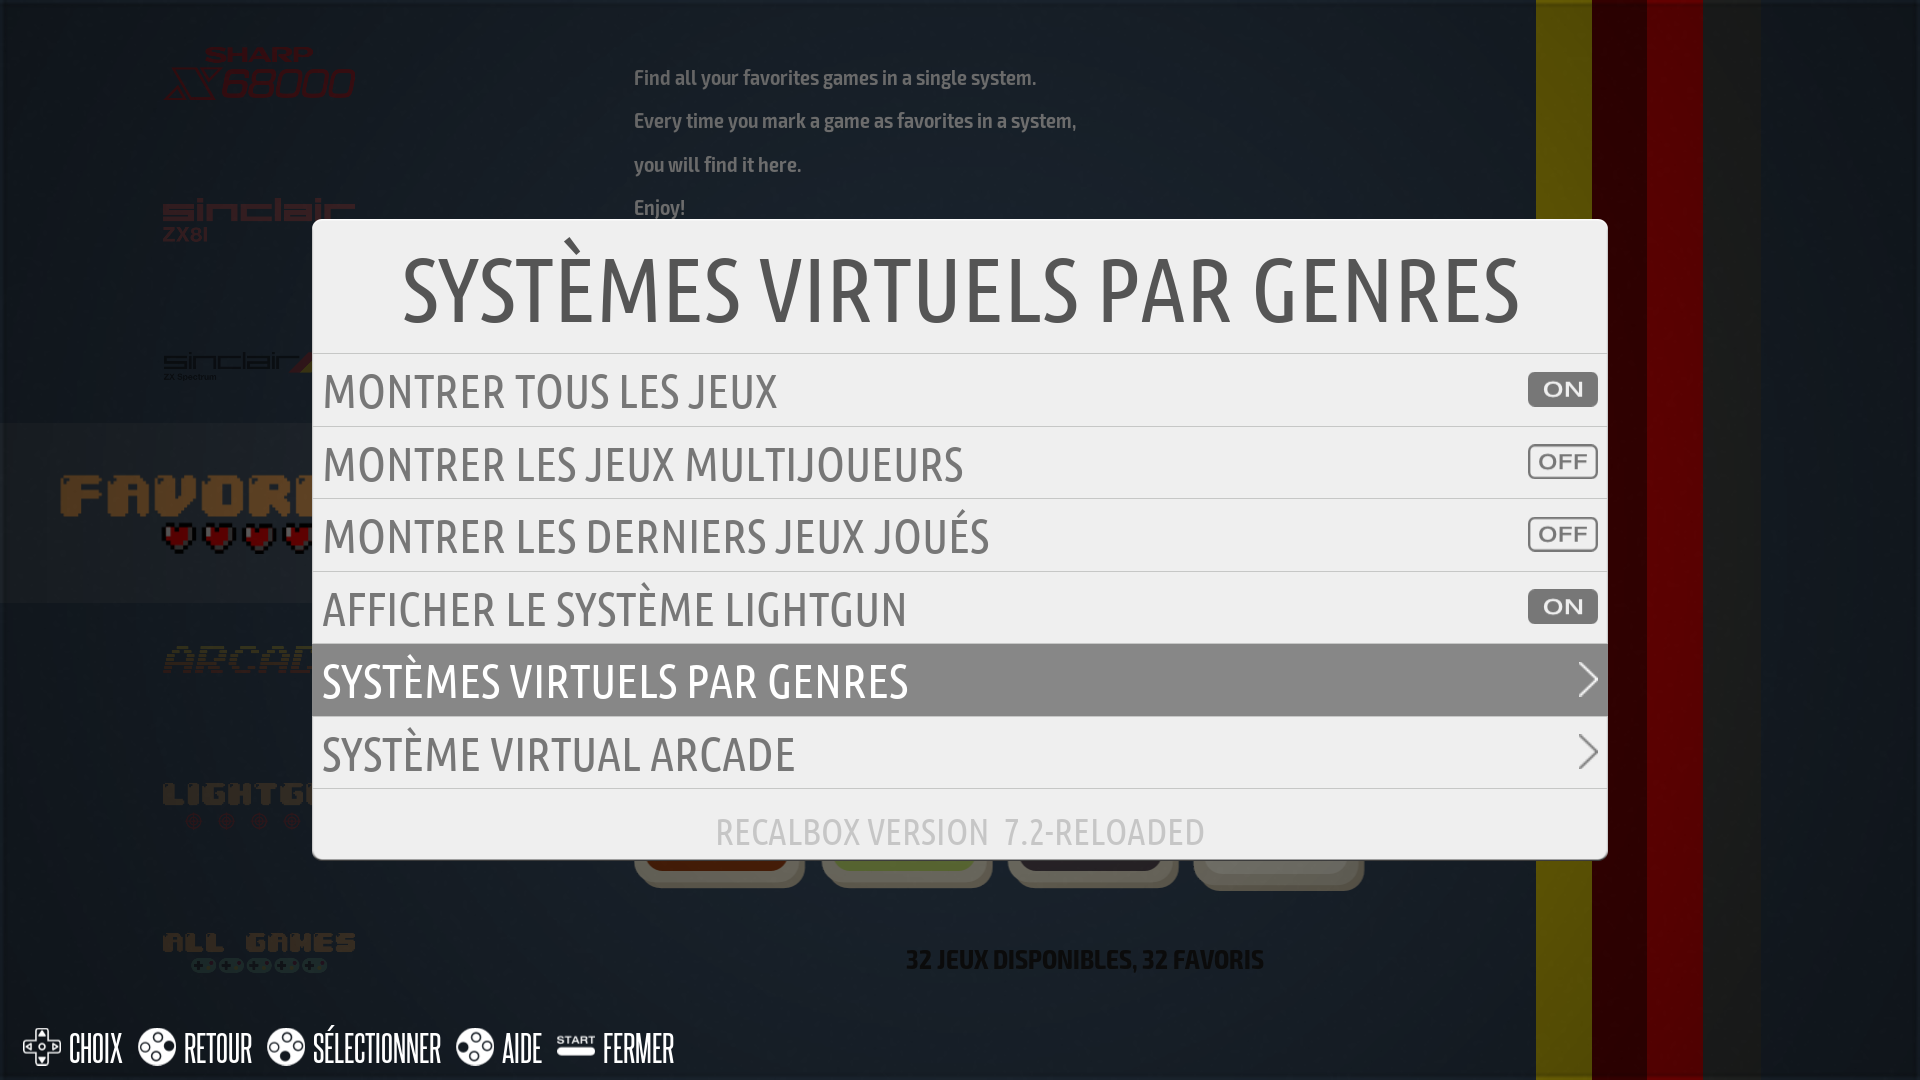 SHARP
X68000
Find all your favorites games in a single system.
Every time you mark a game as favorites in a system,
you will find it here.
Enjoy!
sinclair
ZX81
sinclair
ZX Spectrum
SYSTÈMES VIRTUELS PAR GENRES
MONTRER TOUS LES JEUX ON
MONTRER LES JEUX MULTIJOUEURS OFF
MONTRER LES DERNIERS JEUX JOUÉS OFF
AFFICHER LE SYSTÈME LIGHTGUN ON
SYSTÈMES VIRTUELS PAR GENRES
SYSTÈME VIRTUAL ARCADE
RECALBOX VERSION 7.2-RELOADED
FAVORI
ARCAD
LIGHTGU
ALL GAMES
32 JEUX DISPONIBLES, 32 FAVORIS
CHOIX RETOUR SÉLECTIONNER AIDE START FERMER